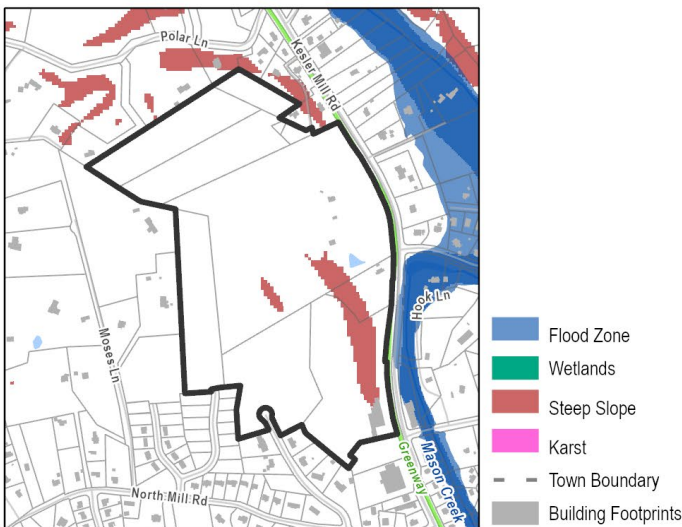 Polar Ln
Kesler Mill Rd
Hook Ln
Moses Ln
North Mill Rd
Greenway
Mason Creek
Flood Zone
Wetlands
Steep Slope
Karst
Town Boundary
Building Footprints